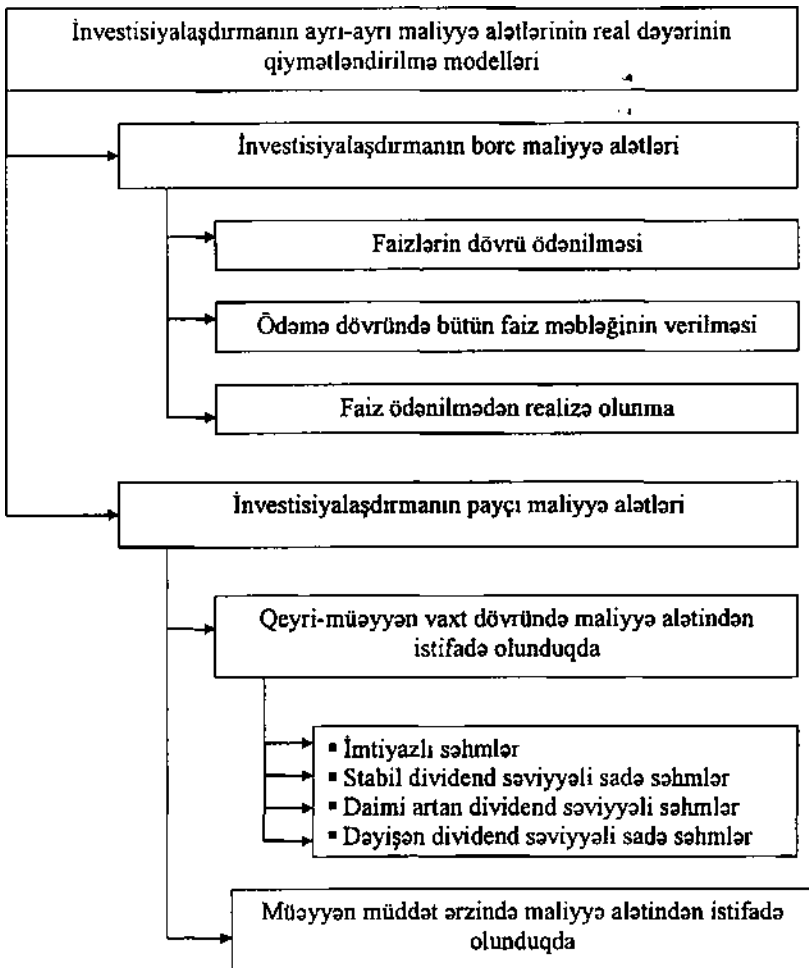 İnvestisiyalaşdırmanın ayrı-ayrı maliyyə alətlərinin real dəyərinin
qiymətləndirilmə modelləri
İnvestisiyalaşdırmanın borc maliyyə alətləri
Faizlərin dövrü ödənilməsi
Ödəmə dövründə bütün faiz məbləğinin verilməsi
Faiz ödənilmədən realizə olunma
İnvestisiyalaşdırmanın payçı maliyyə alətləri
Qeyri-müəyyən vaxt dövründə maliyyə alətindən
istifadə olunduqda
▪ İmtiyazlı səhmlər
▪ Stabil dividend səviyyəli sadə səhmlər
▪ Daimi artan dividend səviyyəli səhmlər
▪ Dəyişən dividend səviyyəli sadə səhmlər
Müəyyən müddət ərzində maliyyə alətindən istifadə
olunduqda